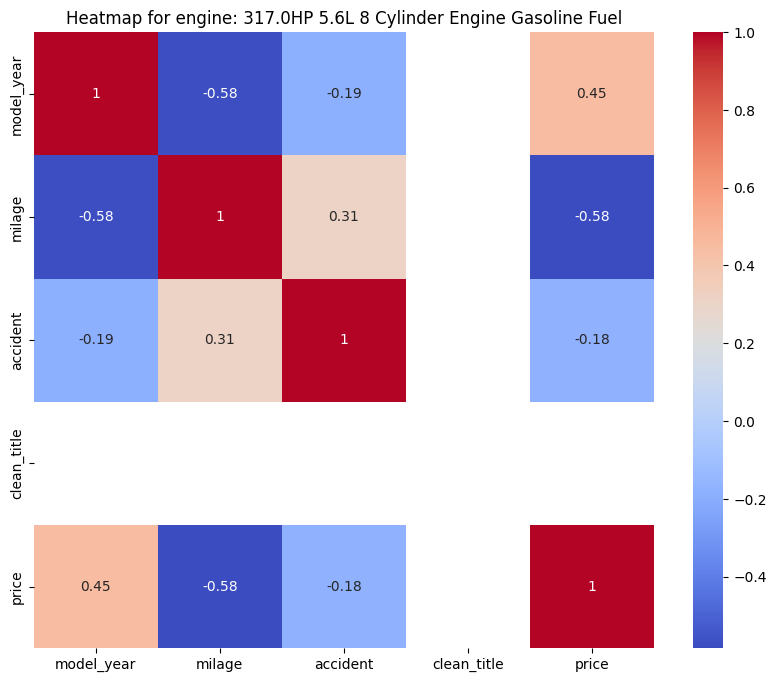 Heatmap for engine: 317.0HP 5.6L 8 Cylinder Engine Gasoline Fuel
model_year
1
-0.58
-0.19
0.45
milage
-0.58
1
0.31
-0.58
accident
-0.19
0.31
1
-0.18
clean_title
price
0.45
-0.58
-0.18
1
model_year
milage
accident
clean_title
price
1.0
0.8
0.6
0.4
0.2
0.0
−0.2
−0.4